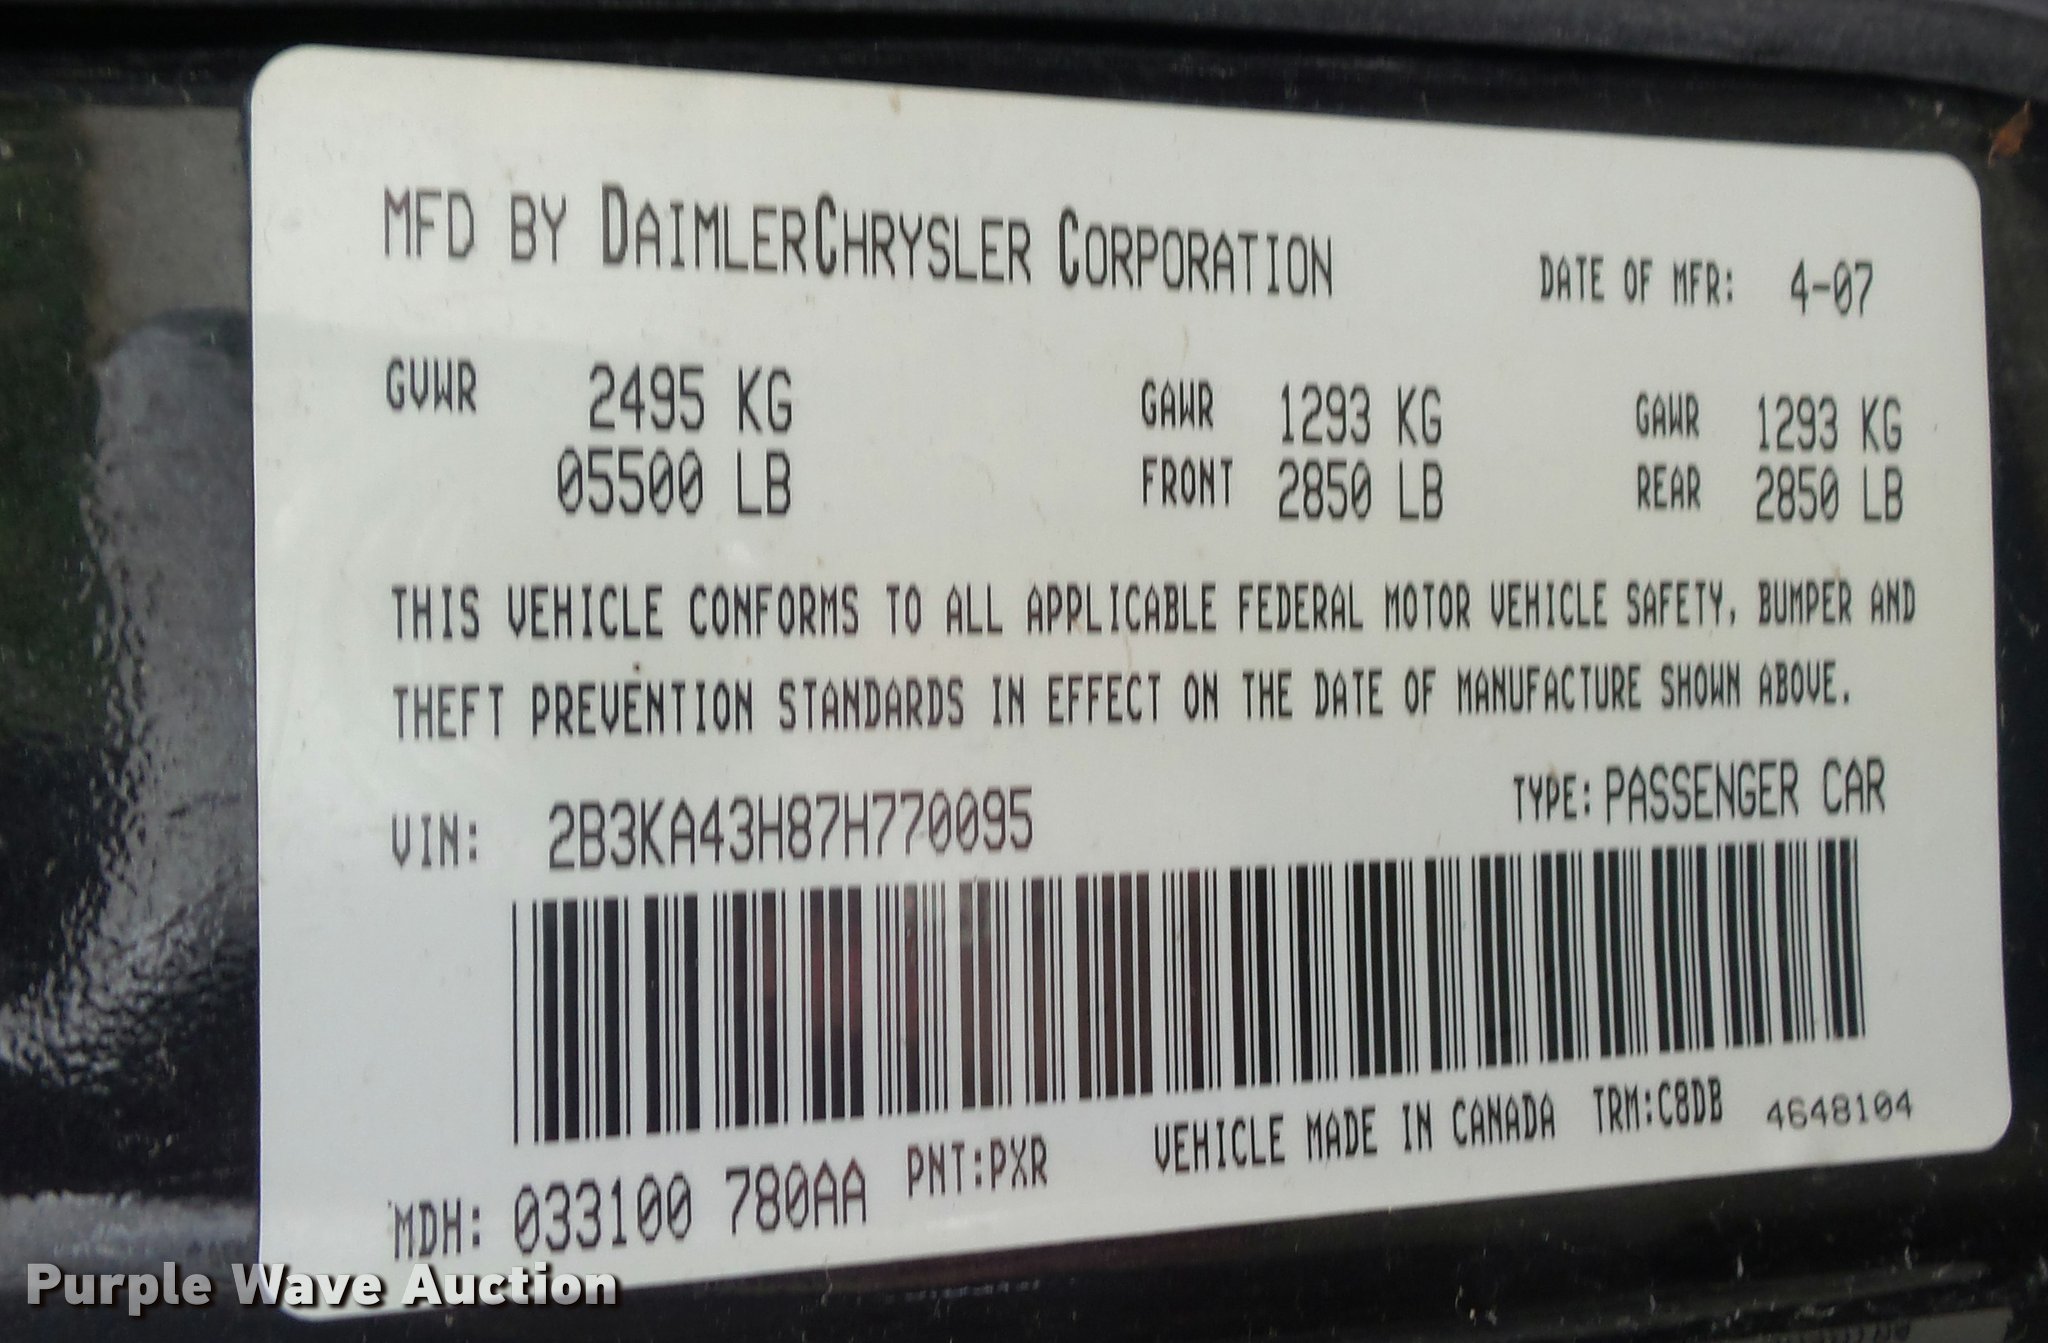 MFD BY DAIMLERCHRYSLER CORPORATION
DATE OF MFR: 4-07
GVWR 2495 KG GAWR 1293 KG GAWR 1293 KG
05500 LB FRONT 2850 LB REAR 2850 LB
THIS VEHICLE CONFORMS TO ALL APPLICABLE FEDERAL MOTOR VEHICLE SAFETY, BUMPER AND
THEFT PREVENTION STANDARDS IN EFFECT ON THE DATE OF MANUFACTURE SHOWN ABOVE.
VIN: 2B3KA43H87H770095 TYPE: PASSENGER CAR
MDH: 033100 780AA PNT:PXR VEHICLE MADE IN CANADA TRM:C8DB 4648104
Purple Wave Auction